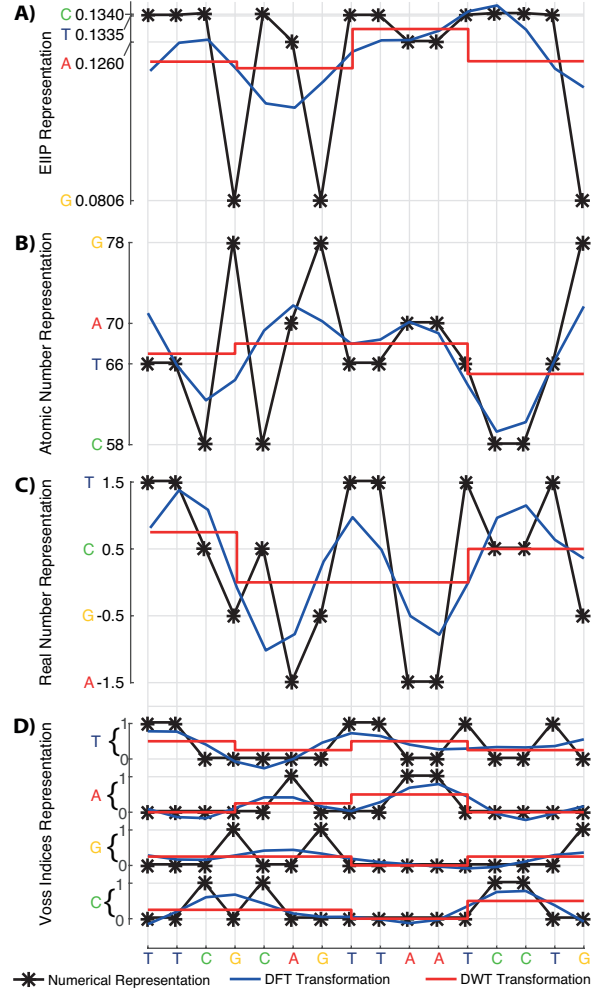 A)
EIIP Representation
C 0.1340
T 0.1335
A 0.1260
G 0.0806
B)
Atomic Number Representation
G 78
A 70
T 66
C 58
C)
Real Number Representation
T 1.5
C 0.5
G -0.5
A -1.5
D)
Voss Indices Representation
T { 1
0
A { 1
0
G { 1
0
C { 1
0
T T C G C A G T T A A T C C T G
Numerical Representation DFT Transformation DWT Transformation